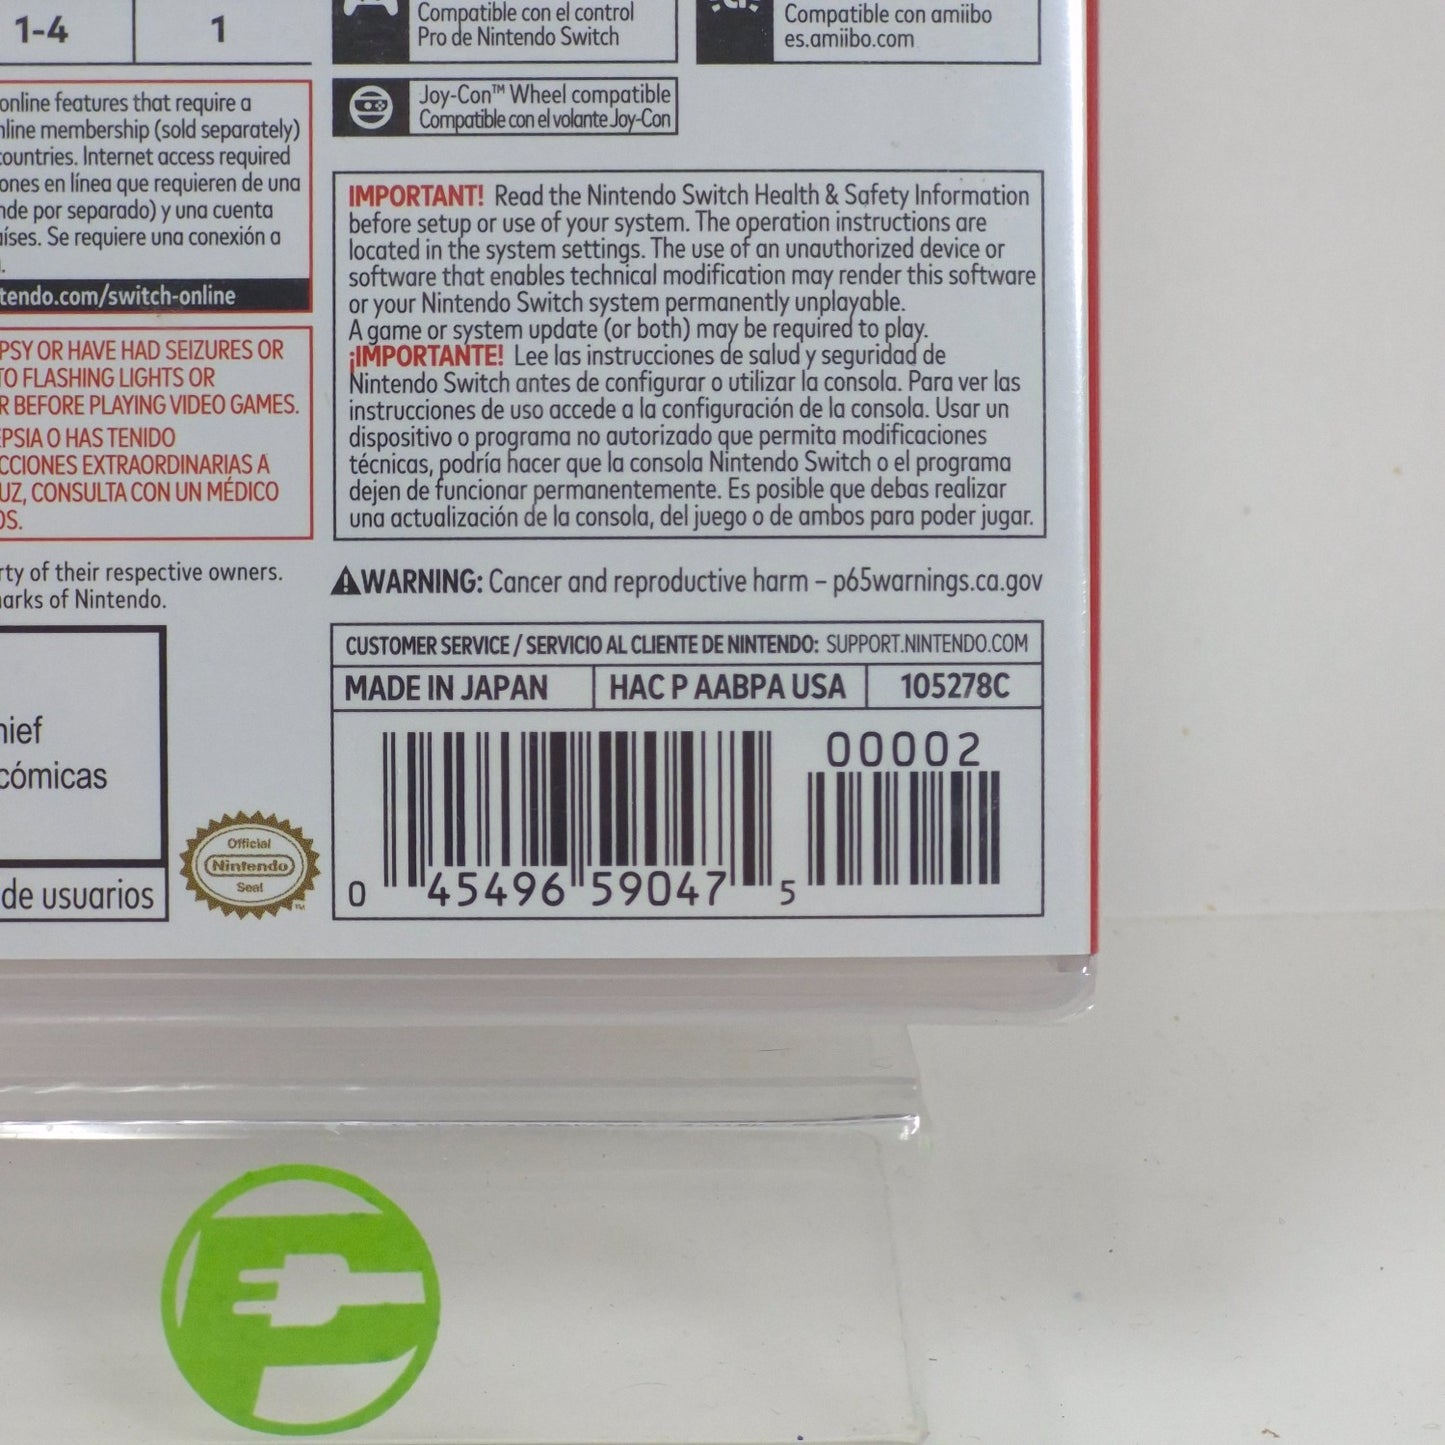 Compatible con el control
Pro de Nintendo Switch
Compatible con amiibo
es.amiibo.com
1-4
1
Joy-Con™ Wheel compatible
Compatible con el volante Joy-Con
online features that require a
membership (sold separately)
countries. Internet access required
ones en línea que requieren de una
por separado) y una cuenta
Se requiere una conexión a
tendo.com/switch-online
PSY OR HAVE HAD SEIZURES OR
TO FLASHING LIGHTS OR
R BEFORE PLAYING VIDEO GAMES.
EPSIA O HAS TENIDO
CCIONES EXTRAORDINARIAS A
UZ, CONSULTA CON UN MÉDICO
OS.
IMPORTANT! Read the Nintendo Switch Health & Safety Information
before setup or use of your system. The operation instructions are
located in the system settings. The use of an unauthorized device or
software that enables technical modification may render this software
or your Nintendo Switch system permanently unplayable.
A game or system update (or both) may be required to play.
¡IMPORTANTE! Lee las instrucciones de salud y seguridad de
Nintendo Switch antes de configurar o utilizar la consola. Para ver las
instrucciones de uso accede a la configuración de la consola. Usar un
dispositivo o programa no autorizado que permita modificaciones
técnicas, podría hacer que la consola Nintendo Switch o el programa
dejen de funcionar permanentemente. Es posible que debas realizar
una actualización de la consola, del juego o de ambos para poder jugar.
rty of their respective owners.
arks of Nintendo.
WARNING: Cancer and reproductive harm – p65warnings.ca.gov
CUSTOMER SERVICE / SERVICIO AL CLIENTE DE NINTENDO: SUPPORT.NINTENDO.COM
MADE IN JAPAN
HAC P AABPA USA
105278C
hief
cómicas
de usuarios
Official
Nintendo
Seal
TM
00002
0 45496 59047 5